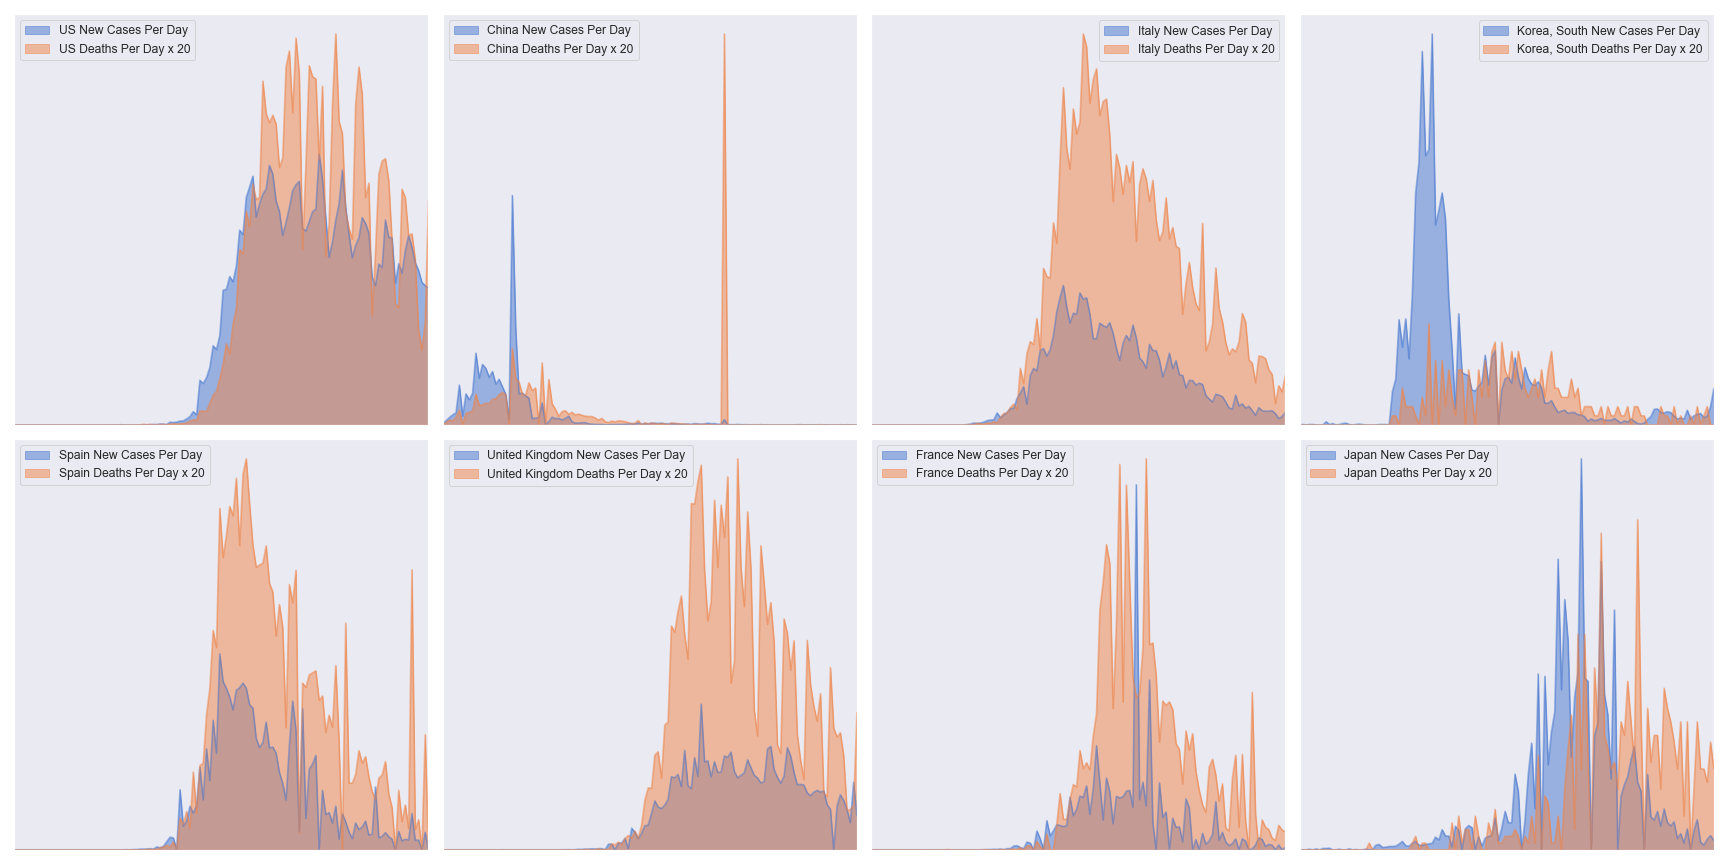 US New Cases Per Day
US Deaths Per Day x 20
China New Cases Per Day
China Deaths Per Day x 20
Italy New Cases Per Day
Italy Deaths Per Day x 20
Korea, South New Cases Per Day
Korea, South Deaths Per Day x 20
Spain New Cases Per Day
Spain Deaths Per Day x 20
United Kingdom New Cases Per Day
United Kingdom Deaths Per Day x 20
France New Cases Per Day
France Deaths Per Day x 20
Japan New Cases Per Day
Japan Deaths Per Day x 20